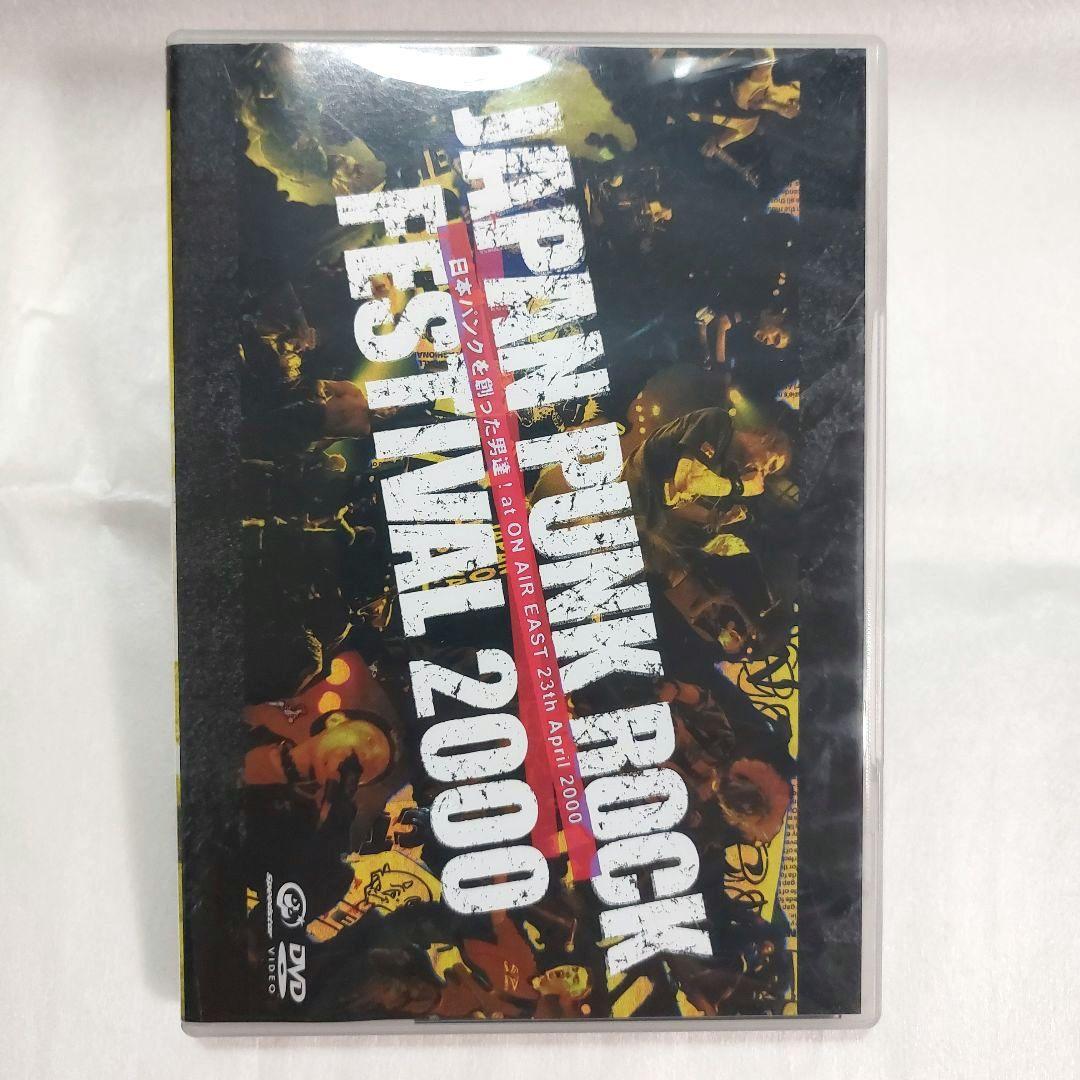 JAPAN PUNK ROCK
日本パンクを創った男達！at ON AIR EAST 23th April 2000
FESTIVAL 2000
DVD
VIDEO